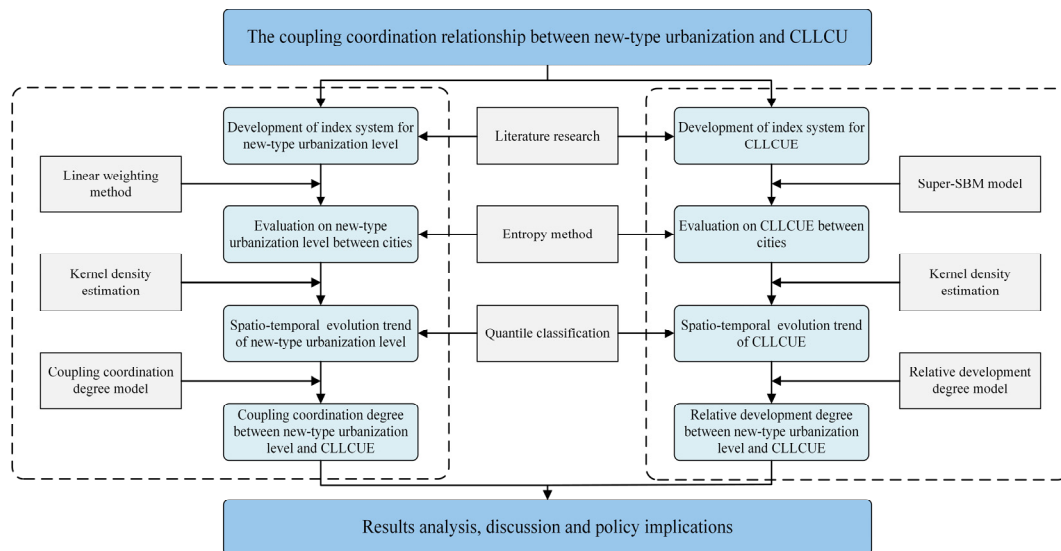 The coupling coordination relationship between new-type urbanization and CLLCU
Development of index system for
new-type urbanization level
Literature research
Development of index system for
CLLCUE
Linear weighting
method
Super-SBM model
Evaluation on new-type
urbanization level between cities
Entropy method
Evaluation on CLLCUE between
cities
Kernel density
estimation
Kernel density
estimation
Spatio-temporal evolution trend
of new-type urbanization level
Quantile classification
Spatio-temporal evolution trend
of CLLCUE
Coupling coordination
degree model
Relative development
degree model
Coupling coordination degree
between new-type urbanization
level and CLLCUE
Relative development degree
between new-type urbanization
level and CLLCUE
Results analysis, discussion and policy implications